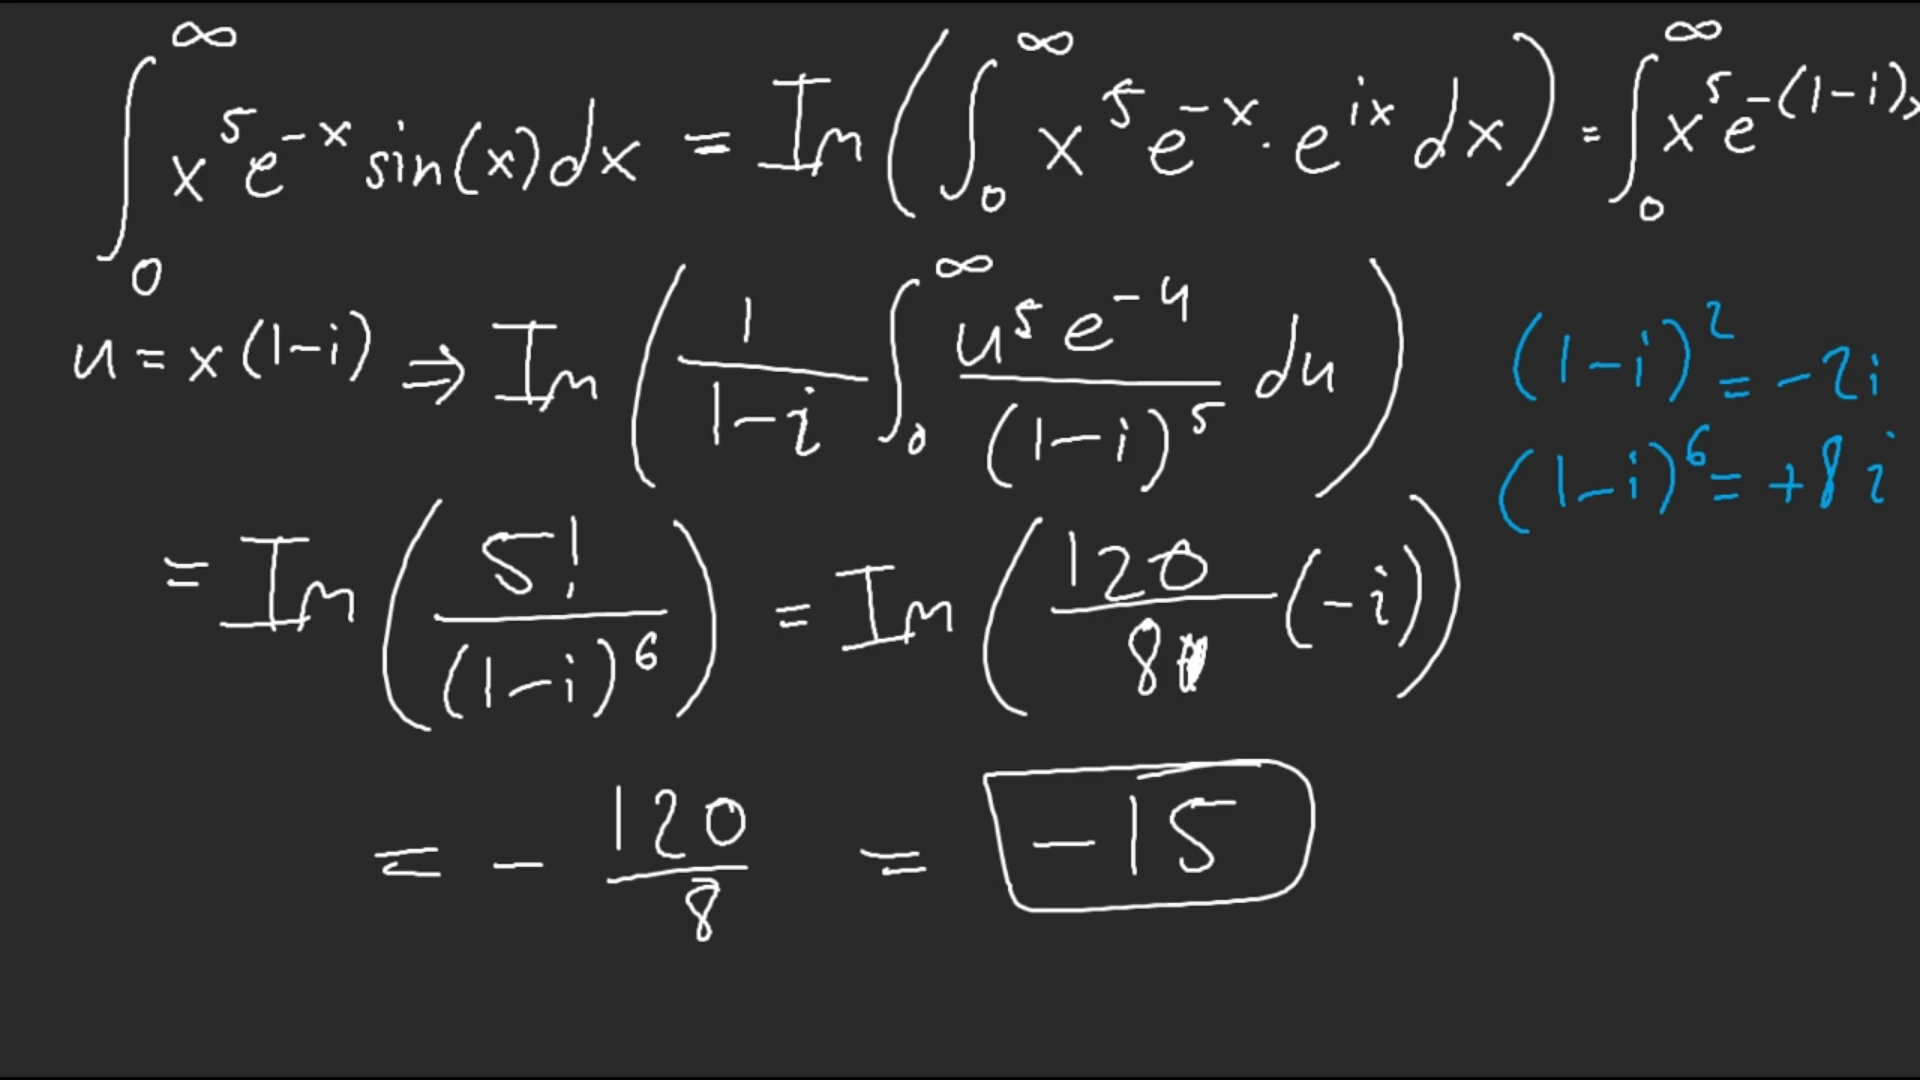 ∫₀^∞ x⁵e^{-x} sin(x)dx = Im(∫₀^∞ x⁵e^{-x}·e^{ix}dx) = ∫₀^∞ x⁵e^{-(1-i)x}
u = x(1-i) ⇒ Im(1/(1-i) ∫₀^∞ u⁵e^{-u}/(1-i)⁵ du)
(1-i)² = -2i
(1-i)⁶ = +8i
= Im(5!/(1-i)⁶) = Im(120/8 (-i))
= -120/8 = -15